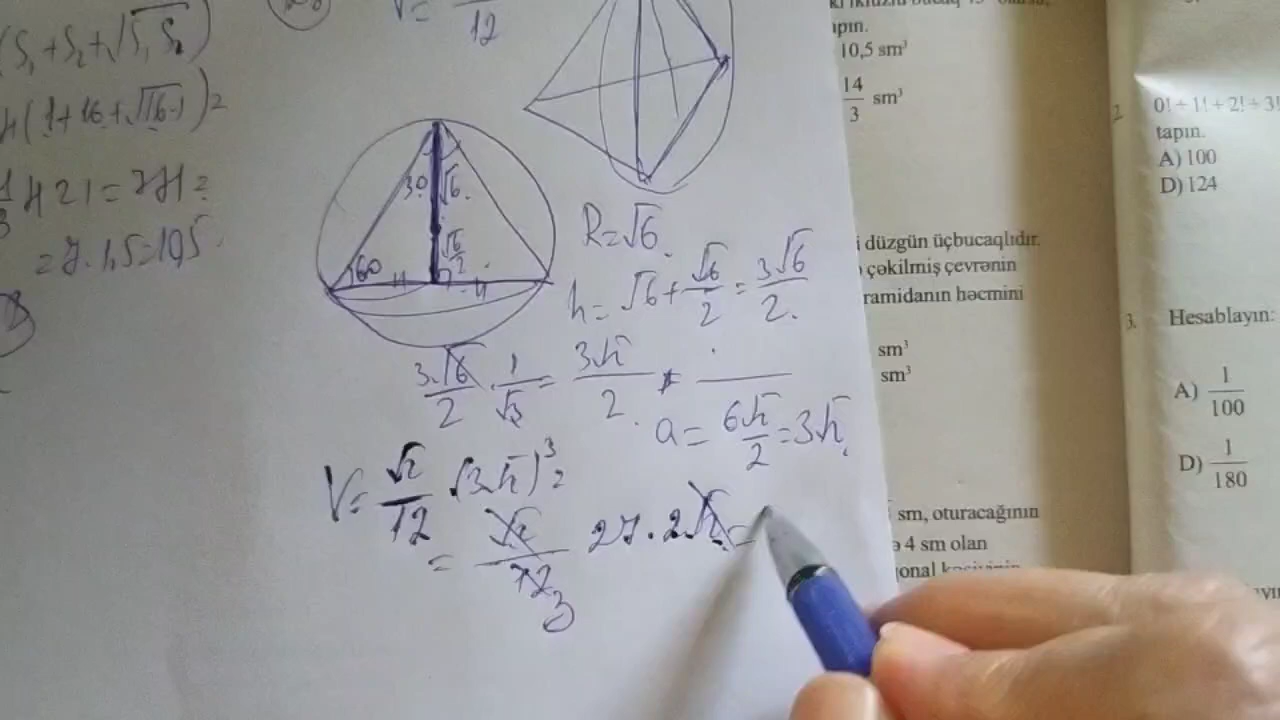 (S₁+S₂+√S₁S₂)
H(1+16+√16·1)=
H21=7H=
=7·1,5=10,5
V=
12
30
√6
√6/2
60
R=√6
h=√6+√6/2=3√6/2
3·√6/2·1/√3=3√2/2
a=6√2/2=3√2
V=√2/12·(3√2)³=
=√2/12 27·2√2=
3
apın.
10,5 sm³
14/3 sm³
düzgün üçbucaqlıdır.
çəkilmiş çevrənin
ramidanın həcmini
sm³
sm³
sm, oturacağının
ə 4 sm olan
2.
0! + 1! + 2! + 3!
tapın.
A) 100
D) 124
3.
Hesablayın:
A) 1/100
D) 1/180